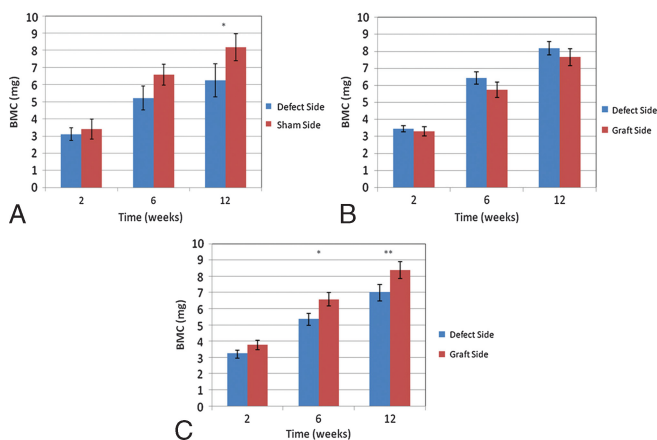 10
9
8
7
6
5
4
3
2
1
0
BMC (mg)
*
Defect Side
Sham Side
2 6 12
Time (weeks)
A
10
9
8
7
6
5
4
3
2
1
0
BMC (mg)
Defect Side
Graft Side
2 6 12
Time (weeks)
B
10
9
8
7
6
5
4
3
2
1
0
BMC (mg)
* **
Defect Side
Graft Side
2 6 12
Time (weeks)
C